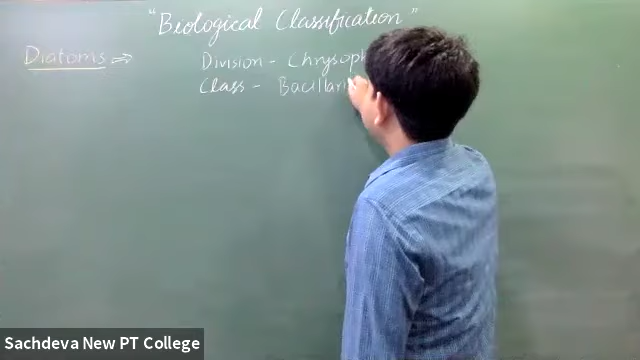 "Biological Classification"
Diatoms ⇒ Division - Chrysoph
Class - Bacillari
Sachdeva New PT College